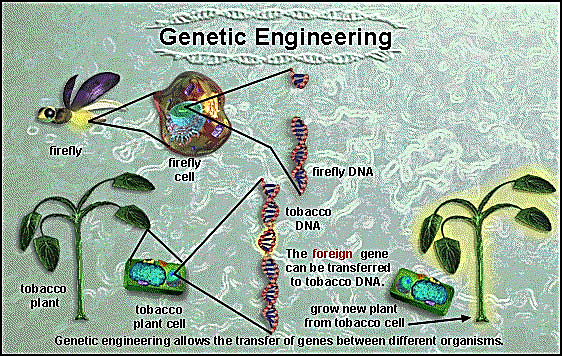 Genetic Engineering
firefly
firefly
cell
firefly DNA
tobacco
DNA
The foreign gene
can be transferred
to tobacco DNA.
tobacco
plant
tobacco
plant cell
grow new plant
from tobacco cell
Genetic engineering allows the transfer of genes between different organisms.